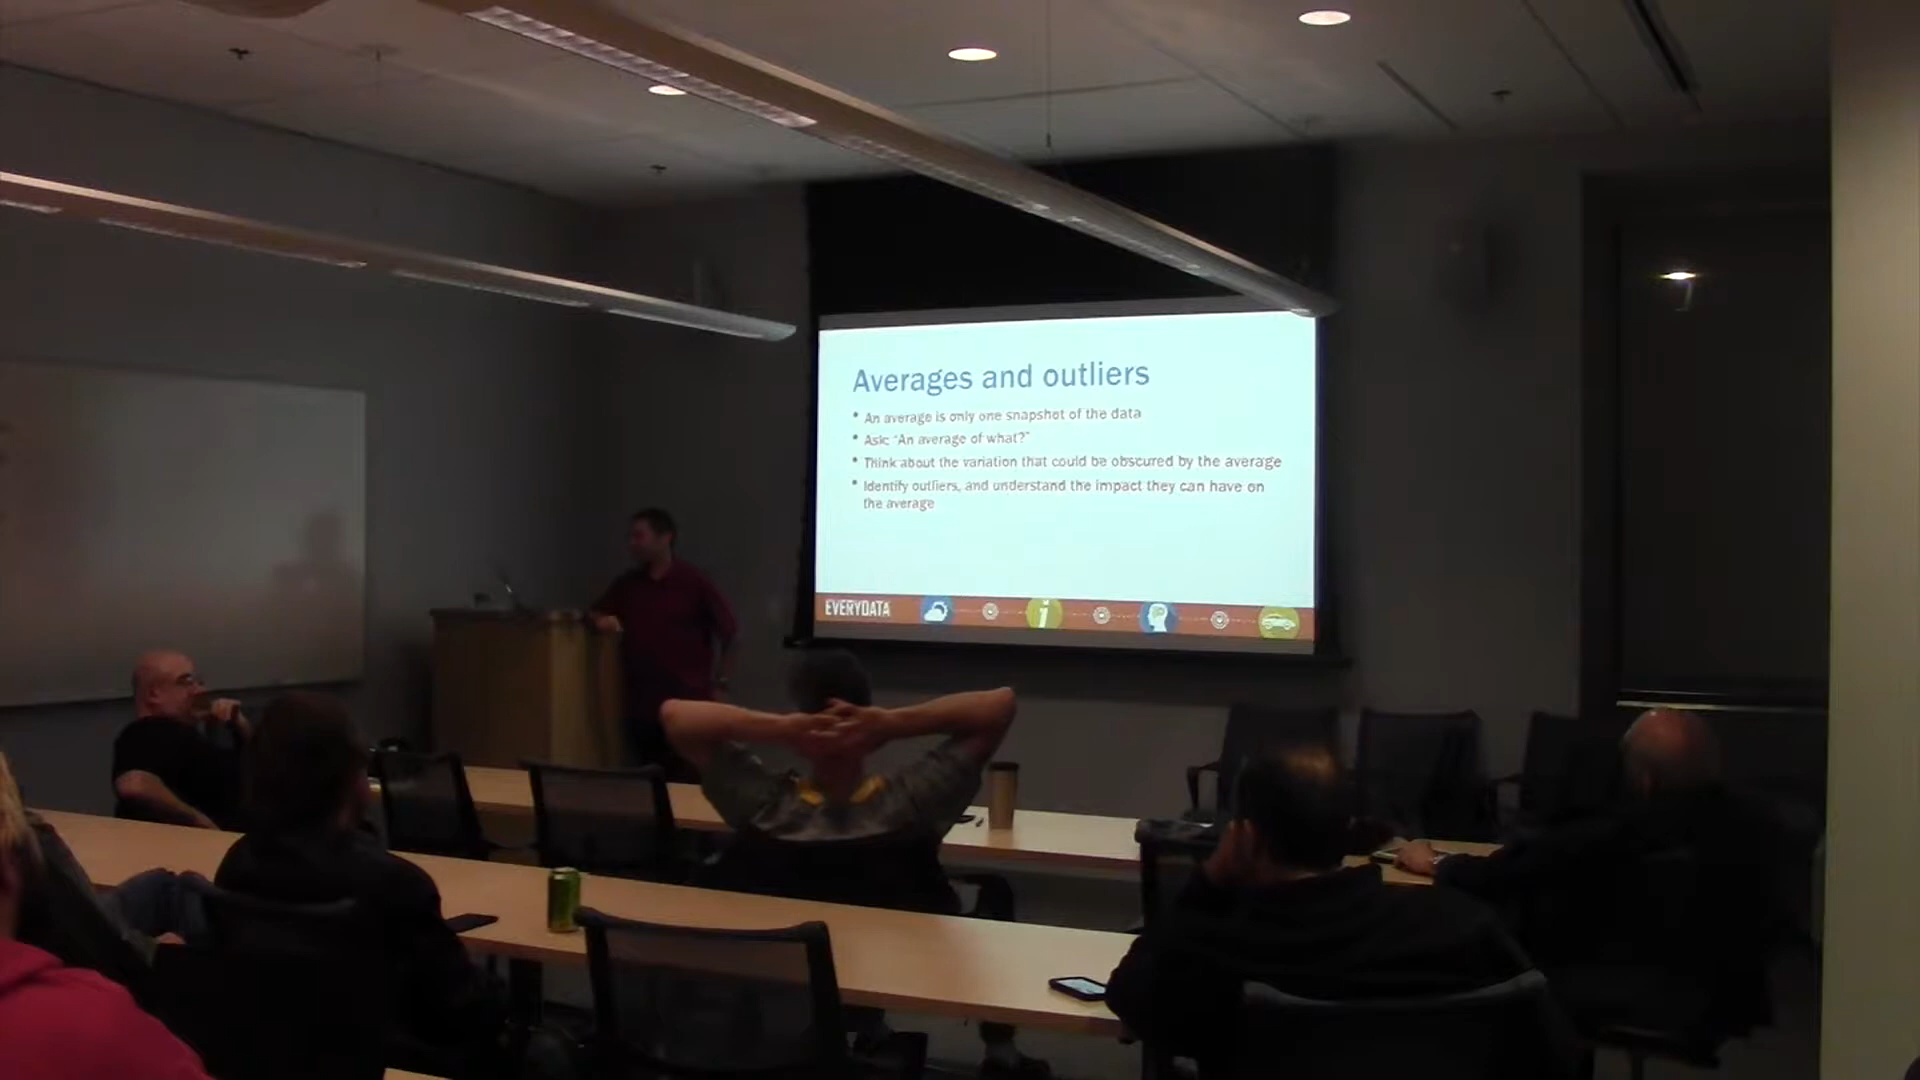 Averages and outliers
• An average is only one snapshot of the data
• Ask: "An average of what?"
• Think about the variation that could be obscured by the average
• Identify outliers, and understand the impact they can have on
the average
EVERYDATA